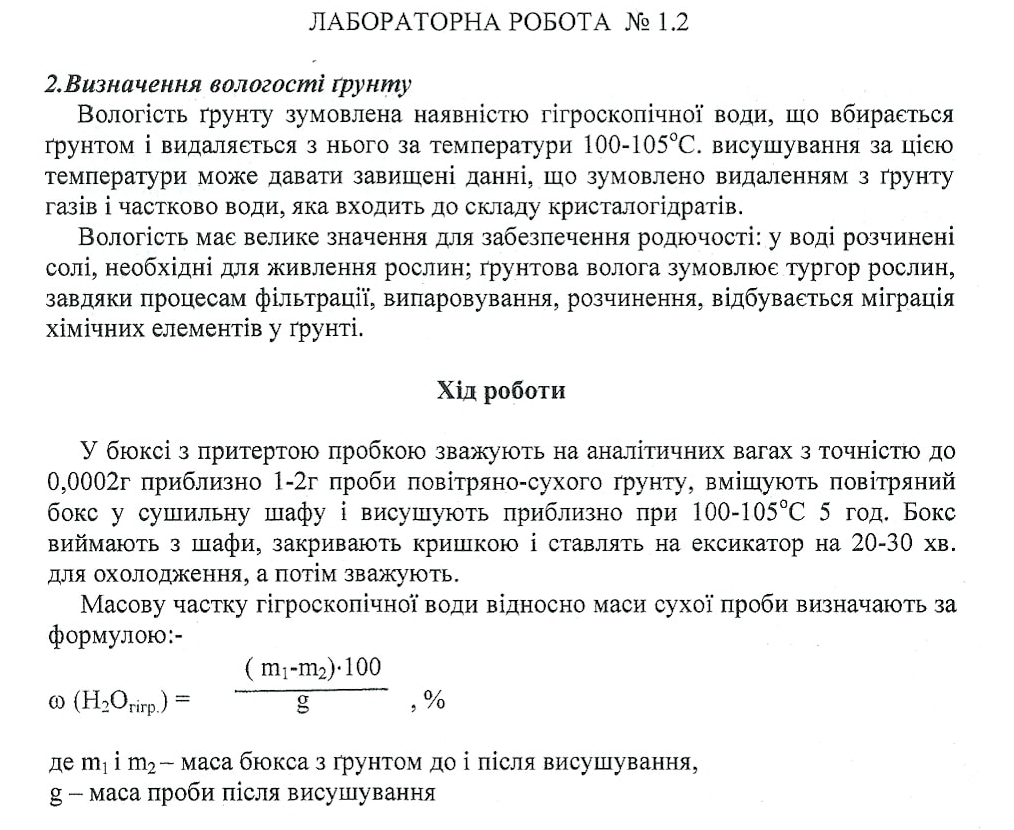 ЛАБОРАТОРНА РОБОТА № 1.2
2.Визначення вологості ґрунту
Вологість ґрунту зумовлена наявністю гігроскопічної води, що вбирається
ґрунтом і видаляється з нього за температури 100-105°С. висушування за цією
температури може давати завищені данні, що зумовлено видаленням з ґрунту
газів і частково води, яка входить до складу кристалогідратів.
Вологість має велике значення для забезпечення родючості: у воді розчинені
солі, необхідні для живлення рослин; ґрунтова волога зумовлює тургор рослин,
завдяки процесам фільтрації, випаровування, розчинення, відбувається міграція
хімічних елементів у ґрунті.
Хід роботи
У бюксі з притертою пробкою зважують на аналітичних вагах з точністю до
0,0002г приблизно 1-2г проби повітряно-сухого ґрунту, вміщують повітряний
бокс у сушильну шафу і висушують приблизно при 100-105°С 5 год. Бокс
виймають з шафи, закривають кришкою і ставлять на ексикатор на 20-30 хв.
для охолодження, а потім зважують.
Масову частку гігроскопічної води відносно маси сухої проби визначають за
формулою:-
( m₁-m₂)·100
ω (H₂Oгігр.) = g , %
де m₁ і m₂ – маса бюкса з ґрунтом до і після висушування,
g – маса проби після висушування